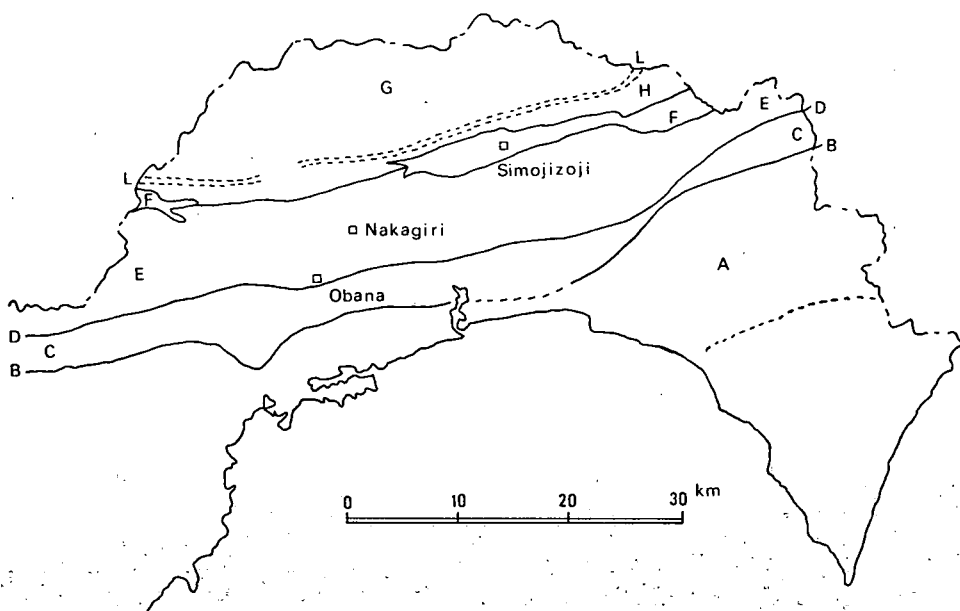 L
G
H
E
D
F
C
B
Simojizoji
L
F
Nakagiri
A
E
Obana
D
C
B
0 10 20 30 km